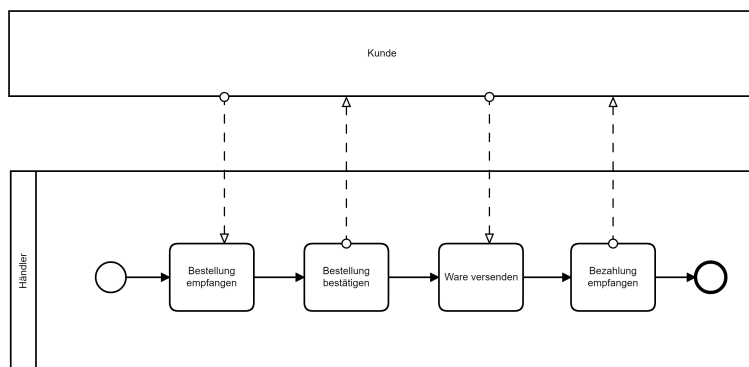 Kunde
Händler
Bestellung
empfangen
Bestellung
bestätigen
Ware versenden
Bezahlung
empfangen